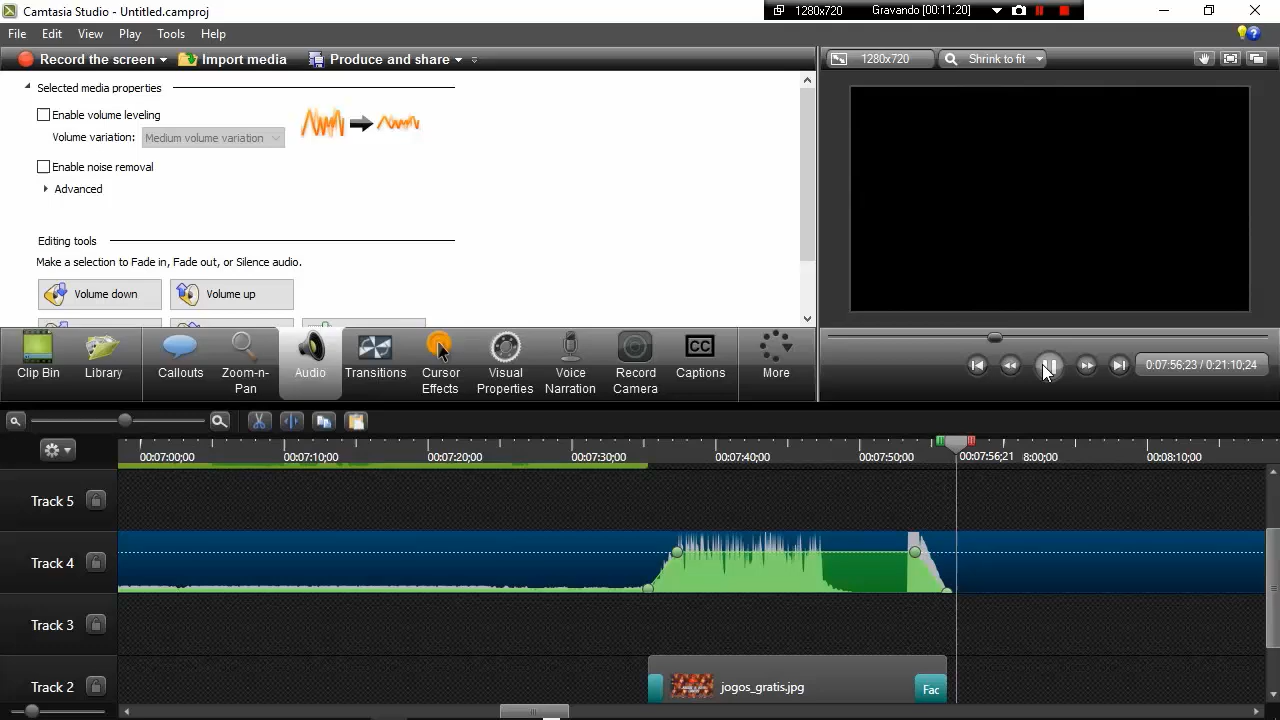 Camtasia Studio - Untitled.camproj
1280x720
Gravando [00:11:20]
File Edit View Play Tools Help
Record the screen
Import media
Produce and share
1280x720
Shrink to fit
Selected media properties
Enable volume leveling
Volume variation: Medium volume variation
Enable noise removal
Advanced
Editing tools
Make a selection to Fade in, Fade out, or Silence audio.
Volume down
Volume up
Clip Bin
Library
Callouts
Zoom-n-
Pan
Audio
Transitions
Cursor
Effects
Visual
Properties
Voice
Narration
Record
Camera
CC
Captions
More
0:07:56,23 / 0:21:10;24
00:07:00;00 00:07:10;00 00:07:20;00 00:07:30;00 00:07:40;00 00:07:50;00 00:07:56;21 8:00;00 00:08:10;00
Track 5
Track 4
Track 3
Track 2
jogos_gratis.jpg
Fac